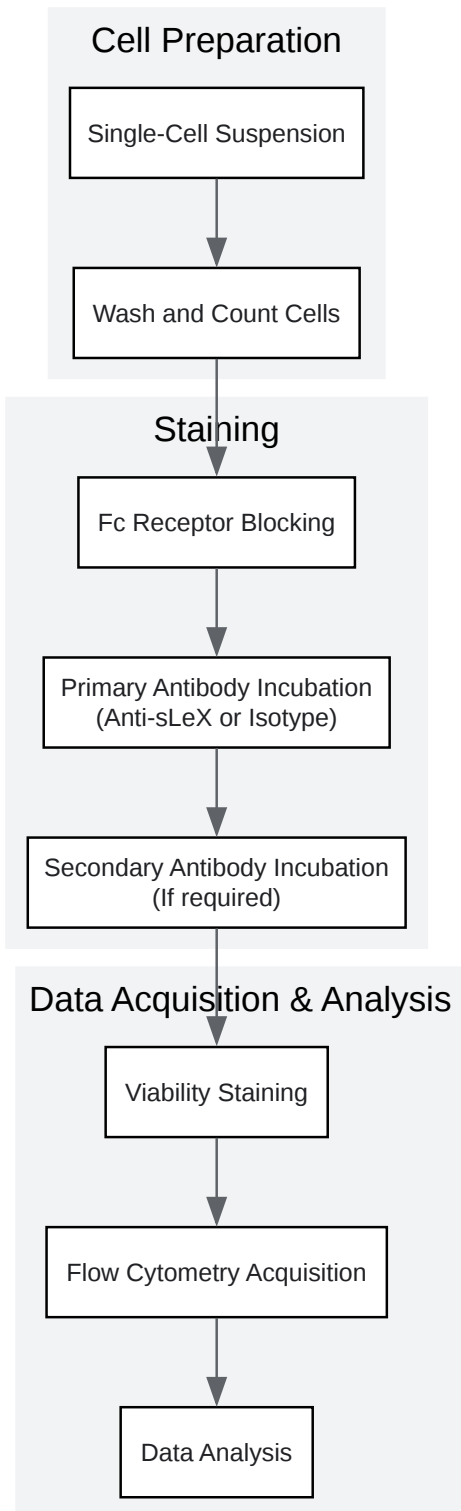 Cell Preparation
Single-Cell Suspension
Wash and Count Cells
Staining
Fc Receptor Blocking
Primary Antibody Incubation
(Anti-sLeX or Isotype)
Secondary Antibody Incubation
(If required)
Data Acquisition & Analysis
Viability Staining
Flow Cytometry Acquisition
Data Analysis